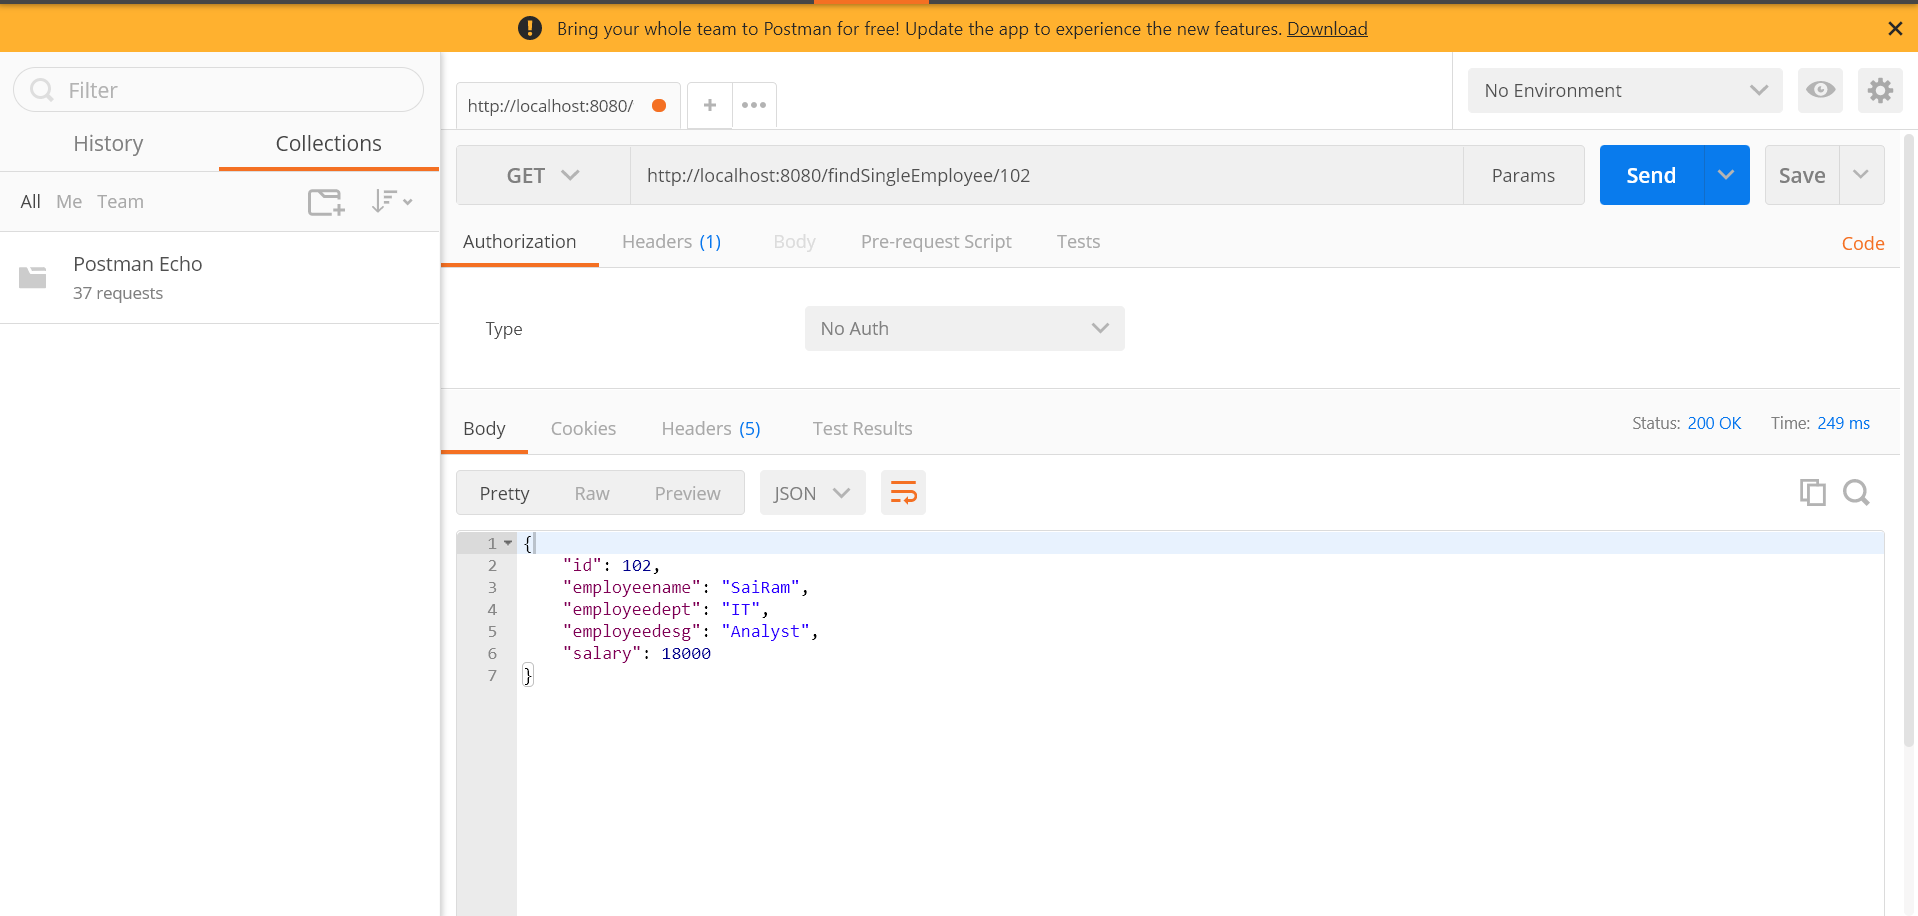 Bring your whole team to Postman for free! Update the app to experience the new features. Download
Filter
History Collections
All Me Team
Postman Echo
37 requests
http://localhost:8080/
No Environment
GET http://localhost:8080/findSingleEmployee/102 Params Send Save
Authorization Headers (1) Body Pre-request Script Tests Code
Type No Auth
Body Cookies Headers (5) Test Results Status: 200 OK Time: 249 ms
Pretty Raw Preview JSON
1 {
2 "id": 102,
3 "employeename": "SaiRam",
4 "employeedept": "IT",
5 "employeedesg": "Analyst",
6 "salary": 18000
7 }